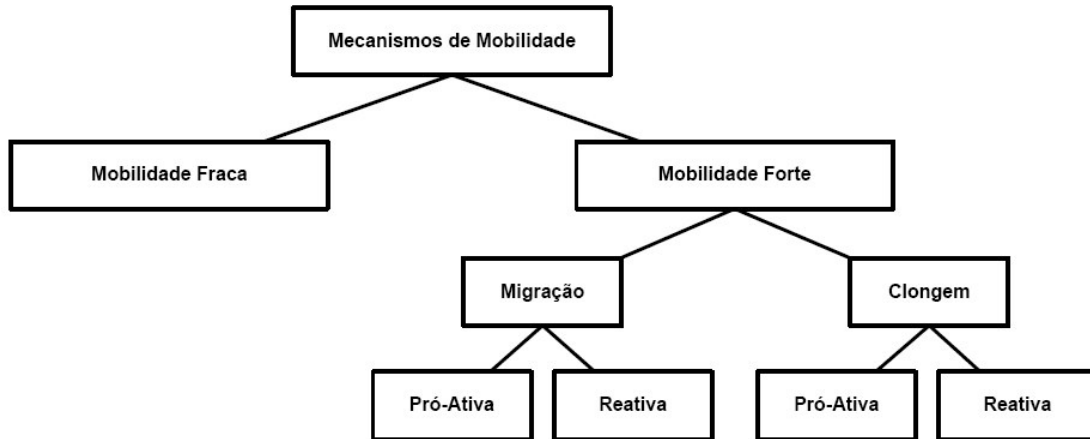 Mecanismos de Mobilidade
Mobilidade Fraca
Mobilidade Forte
Migração
Clongem
Pró-Ativa
Reativa
Pró-Ativa
Reativa